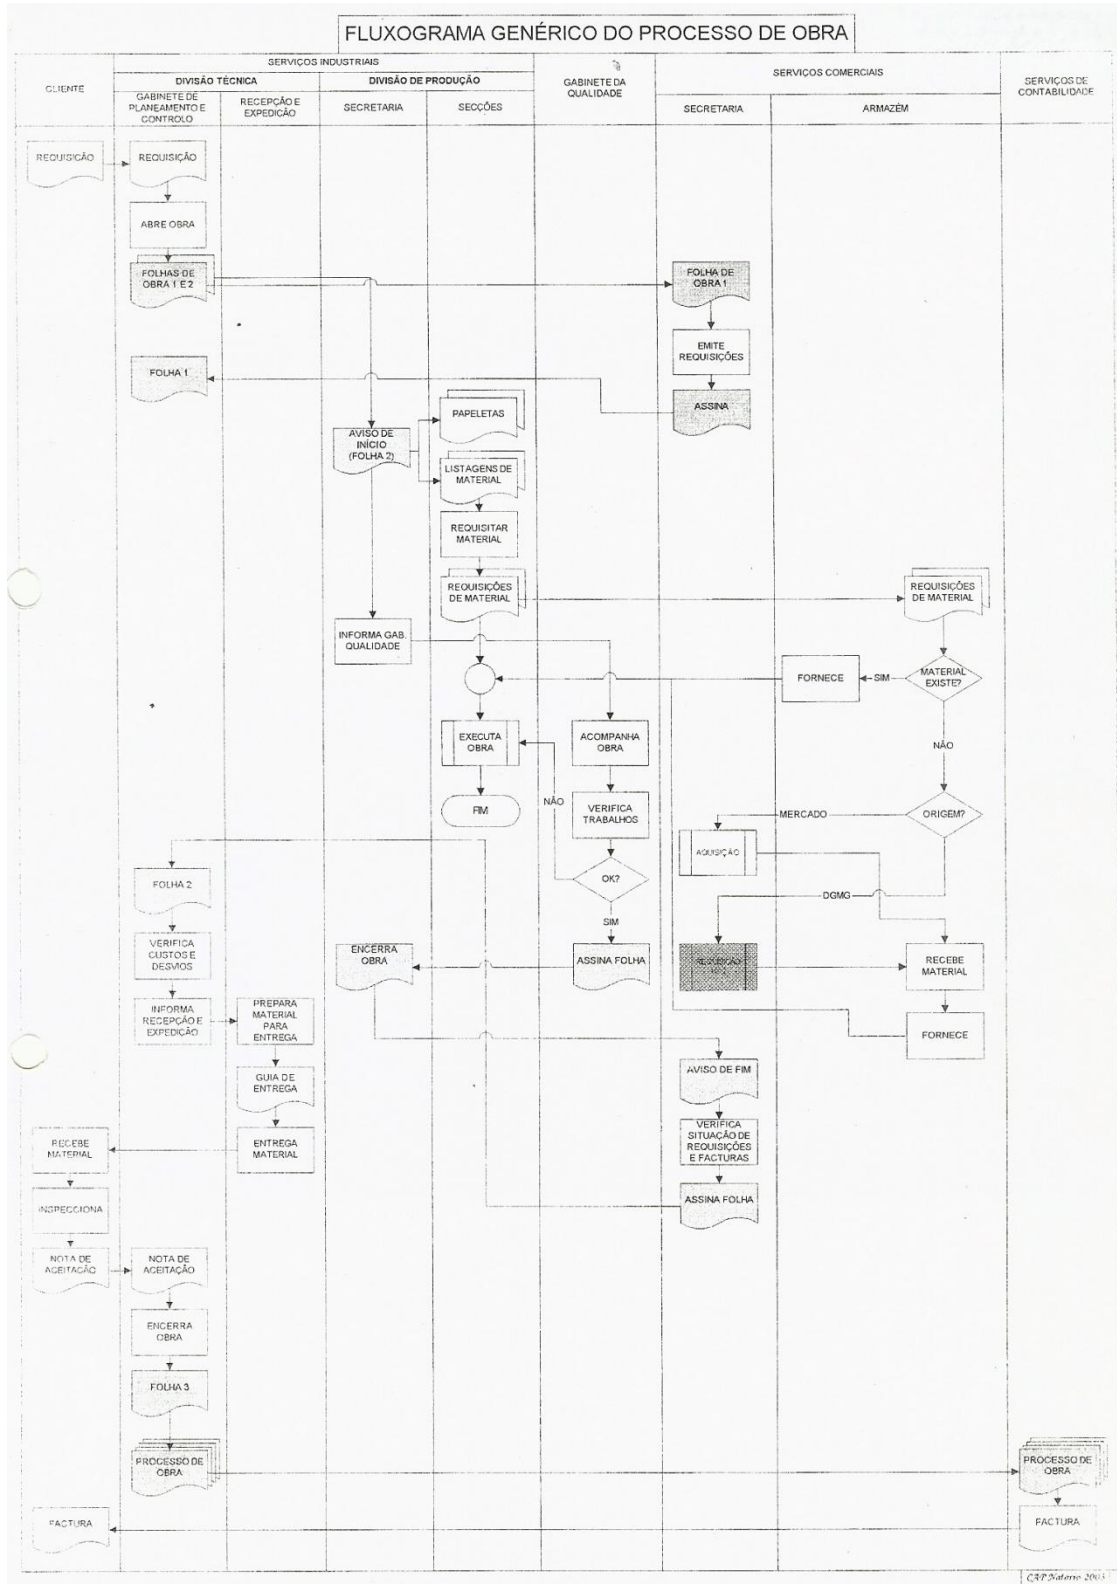 FLUXOGRAMA GENÉRICO DO PROCESSO DE OBRA
CLIENTE
SERVIÇOS INDUSTRIAIS
DIVISÃO TÉCNICA
DIVISÃO DE PRODUÇÃO
GABINETE DE
PLANEAMENTO E
CONTROLO
RECEPÇÃO E
EXPEDIÇÃO
SECRETARIA
SECÇÕES
GABINETE DA
QUALIDADE
SERVIÇOS COMERCIAIS
SECRETARIA
ARMAZÉM
SERVIÇOS DE
CONTABILIDADE
REQUISICÃO
REQUISIÇÃO
ABRE OBRA
FOLHAS DE
OBRA 1 E 2
FOLHA DE
OBRA 1
EMITE
REQUISIÇÕES
FOLHA 1
ASSINA
PAPELETAS
AVISO DE
INÍCIO
(FOLHA 2)
LISTAGENS DE
MATERIAL
REQUISITAR
MATERIAL
REQUISIÇÕES
DE MATERIAL
REQUISIÇÕES
DE MATERIAL
INFORMA GAB.
QUALIDADE
FORNECE
SIM
MATERIAL
EXISTE?
EXECUTA
OBRA
ACOMPANHA
OBRA
NÃO
FIM
NÃO
VERIFICA
TRABALHOS
MERCADO
ORIGEM?
AQUISIÇÃO
FOLHA 2
OK?
DGMG
SIM
VERIFICA
CUSTOS E
DESVIOS
ENCERRA
OBRA
ASSINA FOLHA
REQUISIÇÃO
RECEBE
MATERIAL
INFORMA
RECEPÇÃO E
EXPEDIÇÃO
PREPARA
MATERIAL
PARA
ENTREGA
FORNECE
GUIA DE
ENTREGA
AVISO DE FIM
RECEBE
MATERIAL
ENTREGA
MATERIAL
VERIFICA
SITUAÇÃO DE
REQUISIÇÕES
E FACTURAS
INSPECCIONA
ASSINA FOLHA
NOTA DE
ACEITACÃO
NOTA DE
ACEITAÇÃO
ENCERRA
OBRA
FOLHA 3
PROCESSO DE
OBRA
PROCESSO DE
OBRA
FACTURA
FACTURA
CAP Natario 2003